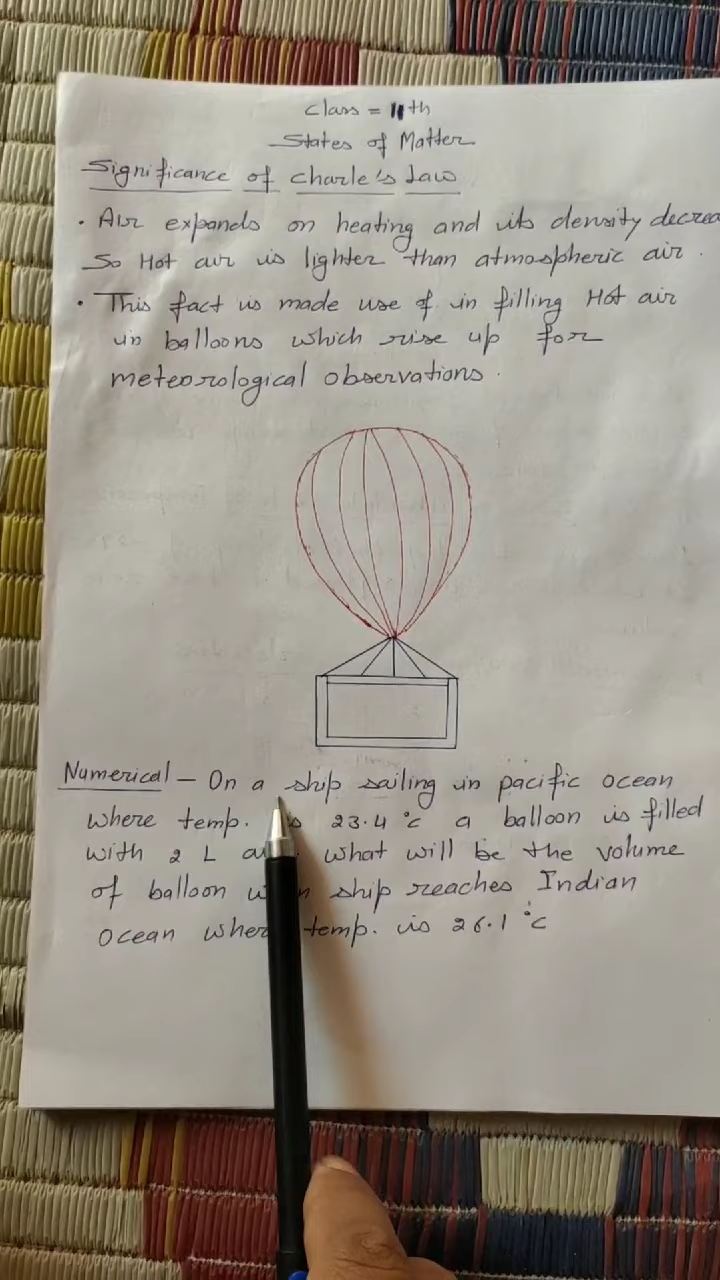 Class = 11th
States of Matter
Significance of Charle's Law
• Air expands on heating and its density decrea
So Hot air is lighter than atmospheric air.
• This fact is made use of in filling Hot air
in balloons which rise up for
meteorological observations.
Numerical - On a ship sailing in pacific ocean
where temp. 23.4 °C a balloon is filled
with 2 L what will be the volume
of balloon ship reaches Indian
Ocean temp. is 26.1 °C